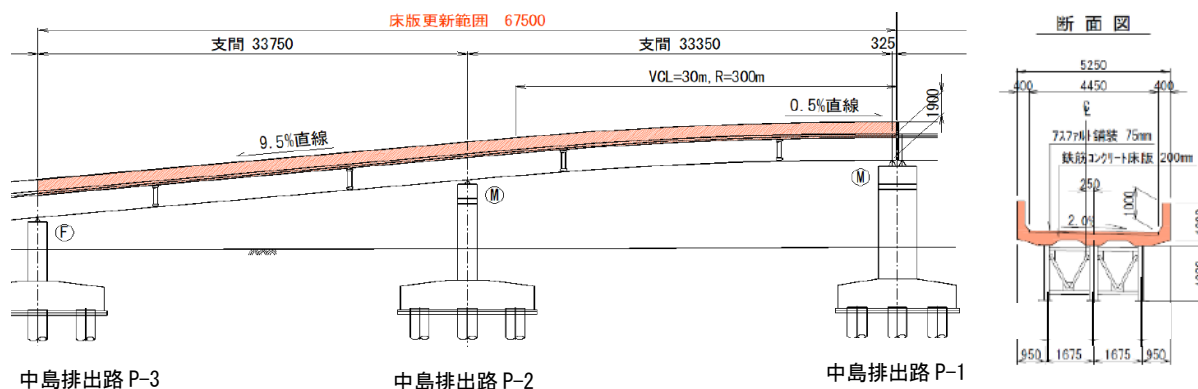 床版更新範囲 67500
支間 33750
支間 33350
325
VCL=30m, R=300m
1900
9.5%直線
0.5%直線
F
M
M
中島排出路 P-3
中島排出路 P-2
中島排出路 P-1
断面図
5250
400
4450
400
℄
アスファルト舗装 75mm
鉄筋コンクリート床版 200mm
250
1000
2.0%
950
1675
1675
950